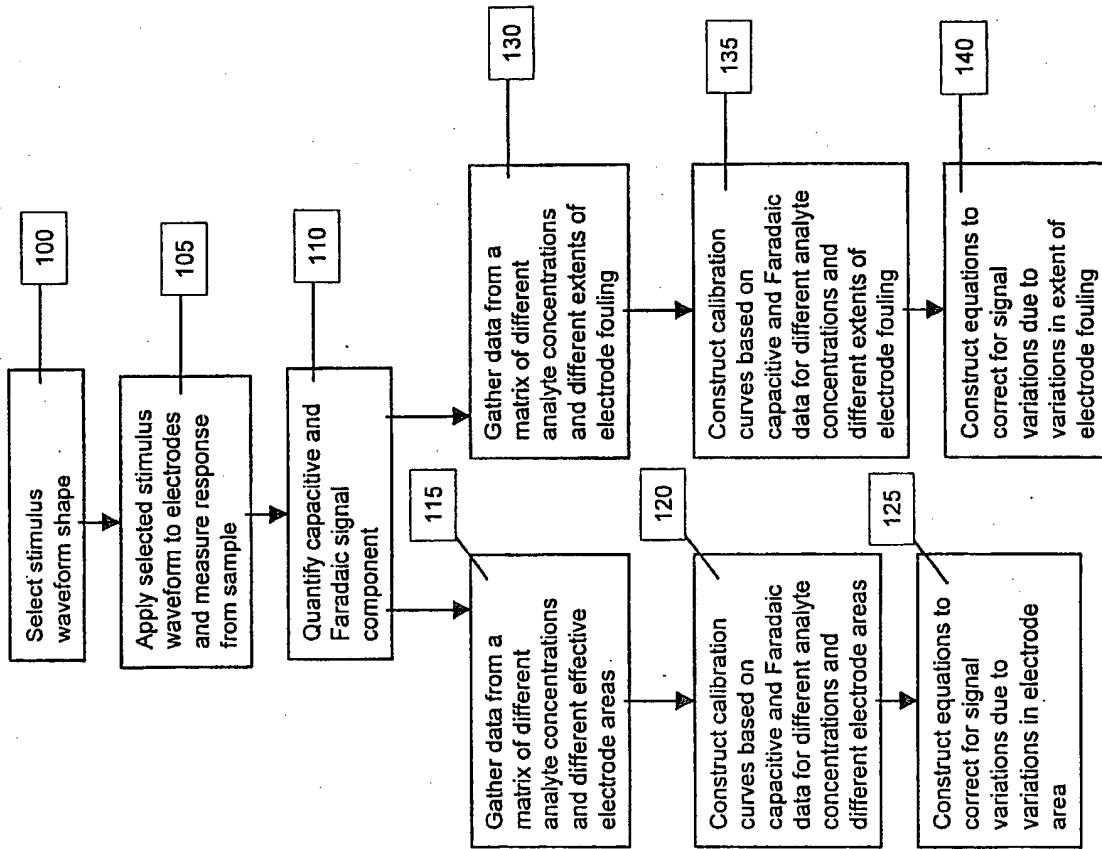 100
Select stimulus
waveform shape
105
Apply selected stimulus
waveform to electrodes
and measure response
from sample
110
Quantify capacitive and
Faradaic signal
component
115
Gather data from a
matrix of different
analyte concentrations
and different effective
electrode areas
120
Construct calibration
curves based on
capacitive and Faradaic
data for different analyte
concentrations and
different electrode areas
125
Construct equations to
correct for signal
variations due to
variations in electrode
area
130
Gather data from a
matrix of different
analyte concentrations
and different extents of
electrode fouling
135
Construct calibration
curves based on
capacitive and Faradaic
data for different analyte
concentrations and
different extents of
electrode fouling
140
Construct equations to
correct for signal
variations due to
variations in extent of
electrode fouling